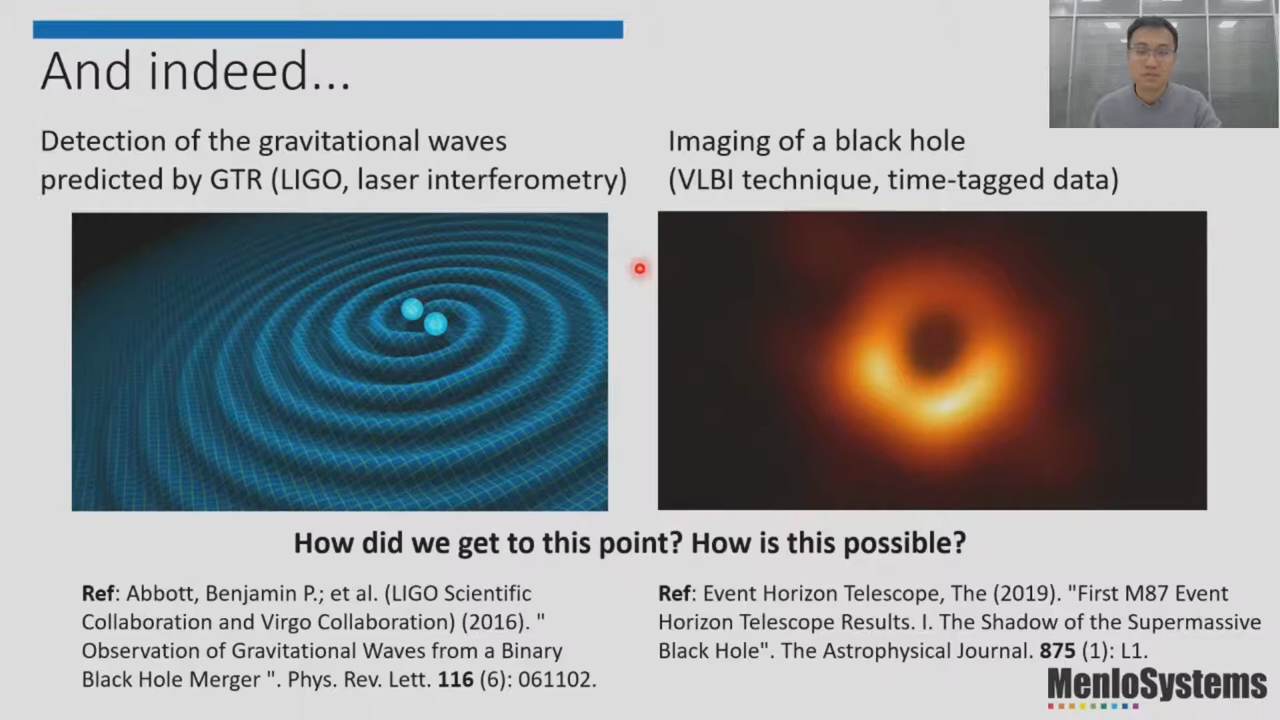 And indeed...
Detection of the gravitational waves
predicted by GTR (LIGO, laser interferometry)
Imaging of a black hole
(VLBI technique, time-tagged data)
How did we get to this point? How is this possible?
Ref: Abbott, Benjamin P.; et al. (LIGO Scientific
Collaboration and Virgo Collaboration) (2016). "
Observation of Gravitational Waves from a Binary
Black Hole Merger ". Phys. Rev. Lett. 116 (6): 061102.
Ref: Event Horizon Telescope, The (2019). "First M87 Event
Horizon Telescope Results. I. The Shadow of the Supermassive
Black Hole". The Astrophysical Journal. 875 (1): L1.
MenloSystems